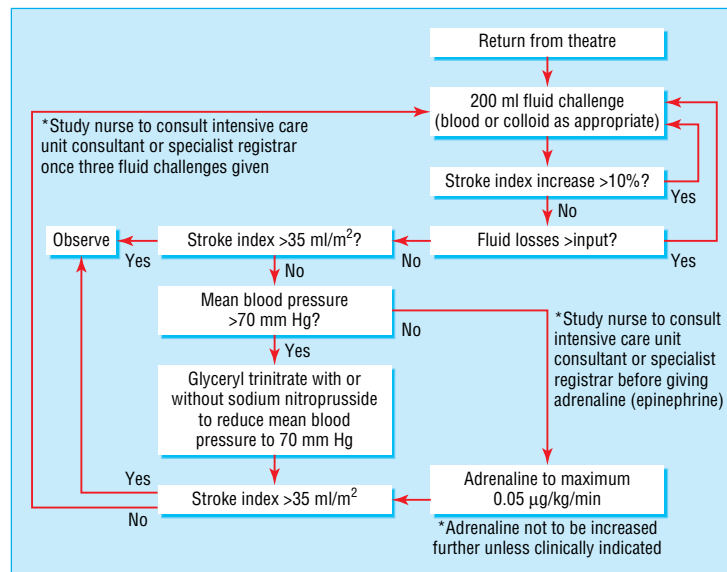 Return from theatre
200 ml fluid challenge
(blood or colloid as appropriate)
*Study nurse to consult intensive care
unit consultant or specialist registrar
once three fluid challenges given
Stroke index increase >10%?
Yes
No
Observe
Stroke index >35 ml/m²?
Fluid losses >input?
Yes
No
Yes
No
Mean blood pressure
>70 mm Hg?
No
*Study nurse to consult
intensive care unit
consultant or specialist
registrar before giving
adrenaline (epinephrine)
Yes
Glyceryl trinitrate with or
without sodium nitroprusside
to reduce mean blood
pressure to 70 mm Hg
Yes
Stroke index >35 ml/m²
No
Adrenaline to maximum
0.05 µg/kg/min
*Adrenaline not to be increased
further unless clinically indicated